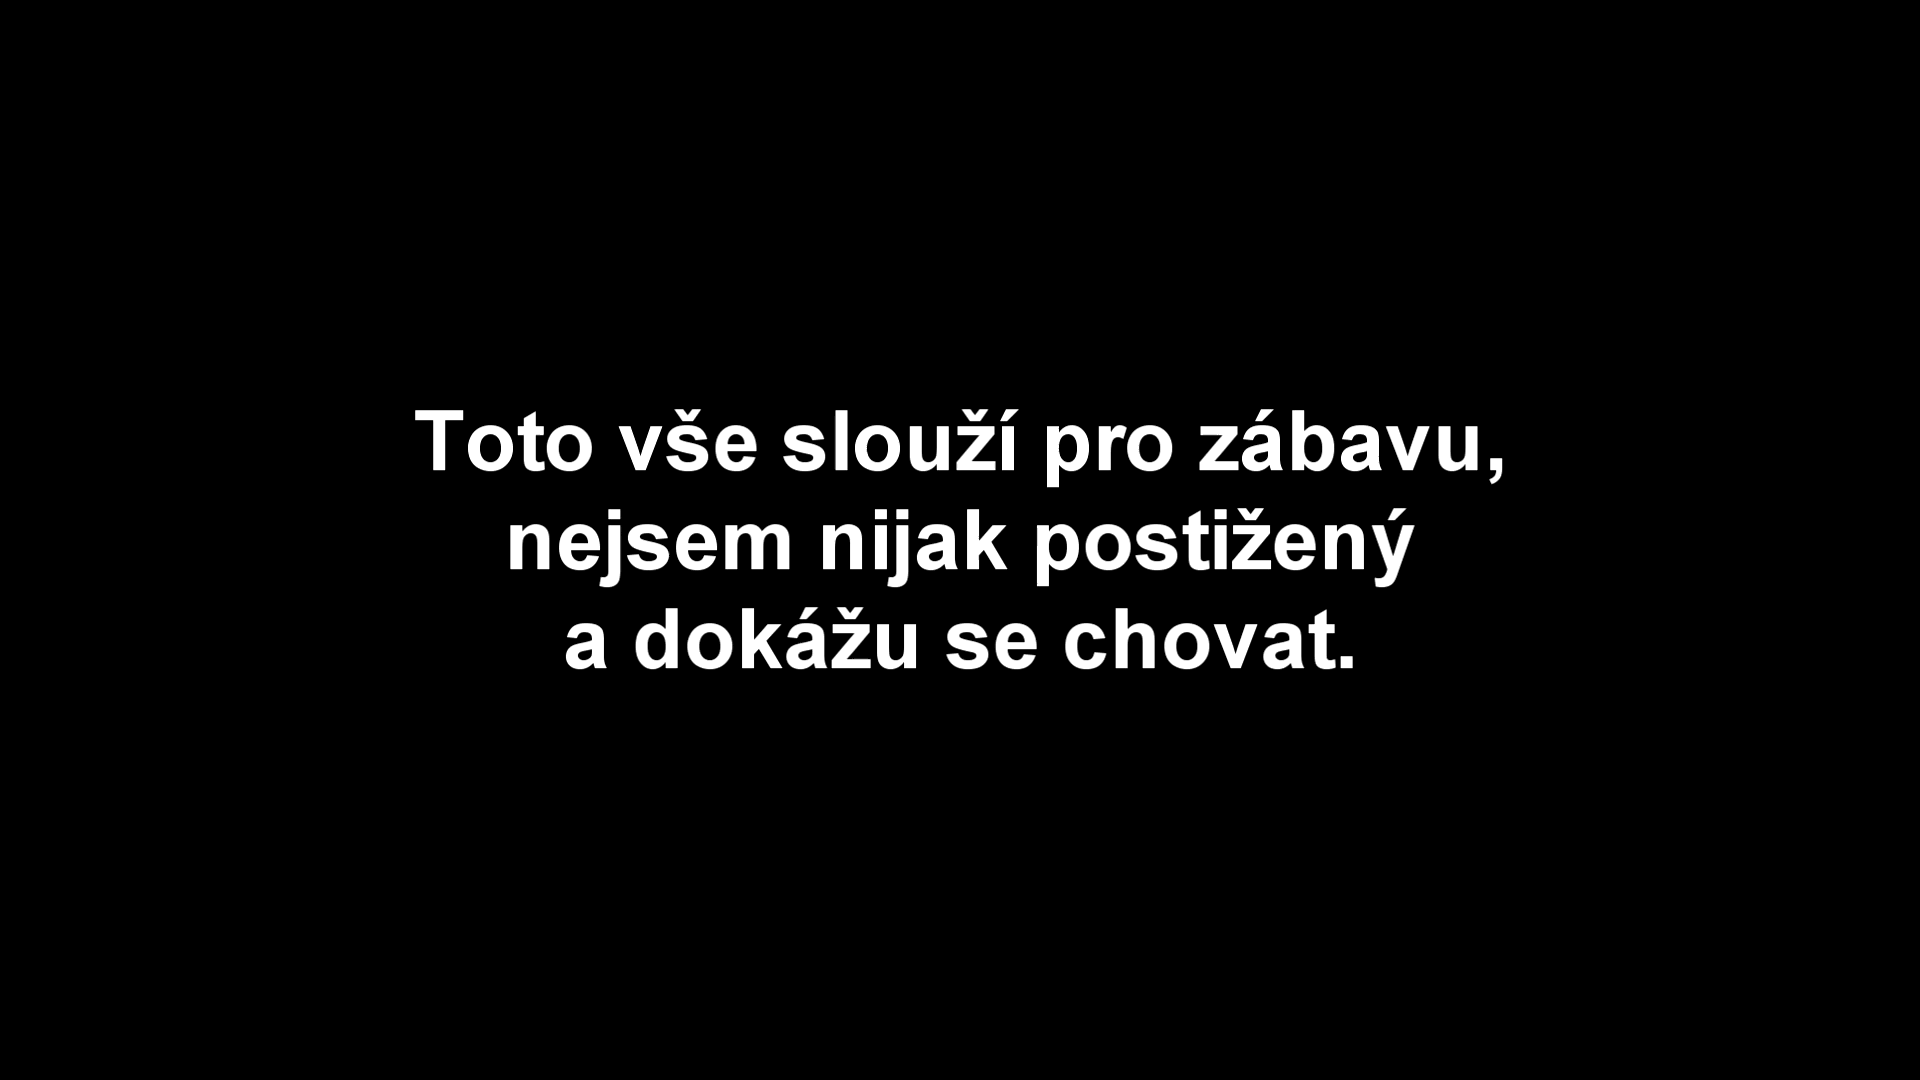 Toto vše slouží pro zábavu,
nejsem nijak postižený
a dokážu se chovat.